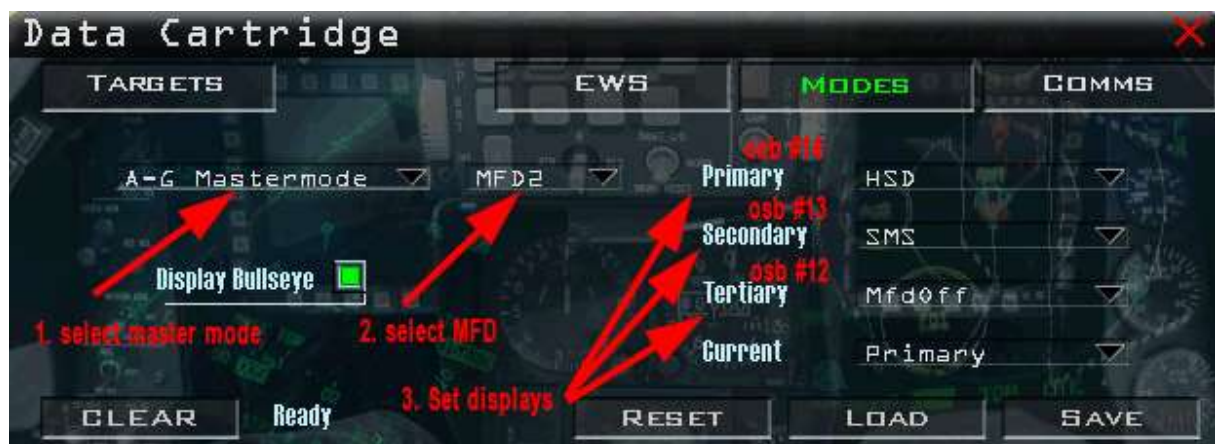 Data Cartridge
TARGETS EWS MODES COMMS
osb #14
A-G Mastermode MFD2 Primary HSD
osb #13
Secondary SMS
Display Bullseye
osb #12
Tertiary MfdOff
1. select master mode 2. select MFD
Current Primary
3. Set displays
CLEAR Ready RESET LOAD SAVE